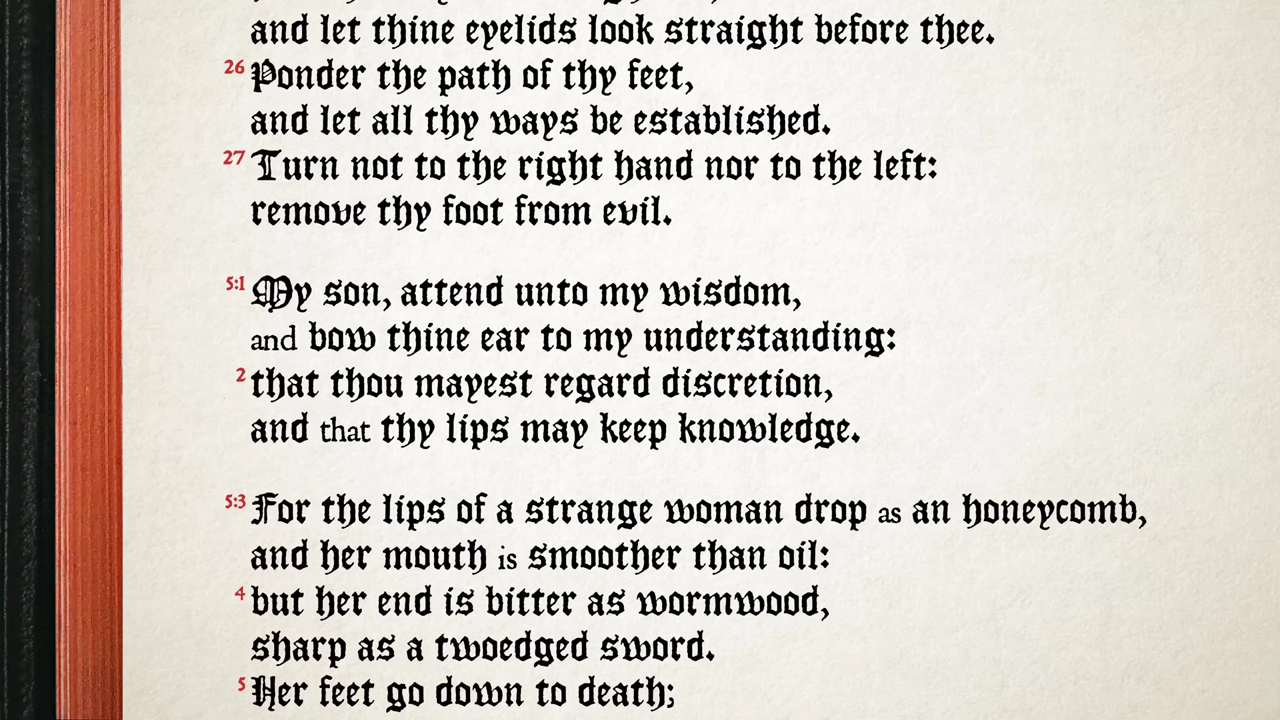 and let thine eyelids look straight before thee.
26 Ponder the path of thy feet,
and let all thy ways be established.
27 Turn not to the right hand nor to the left:
remove thy foot from evil.
5:1 My son, attend unto my wisdom,
and bow thine ear to my understanding:
2 that thou mayest regard discretion,
and that thy lips may keep knowledge.
5:3 For the lips of a strange woman drop as an honeycomb,
and her mouth is smoother than oil:
4 but her end is bitter as wormwood,
sharp as a twoedged sword.
5 Her feet go down to death;